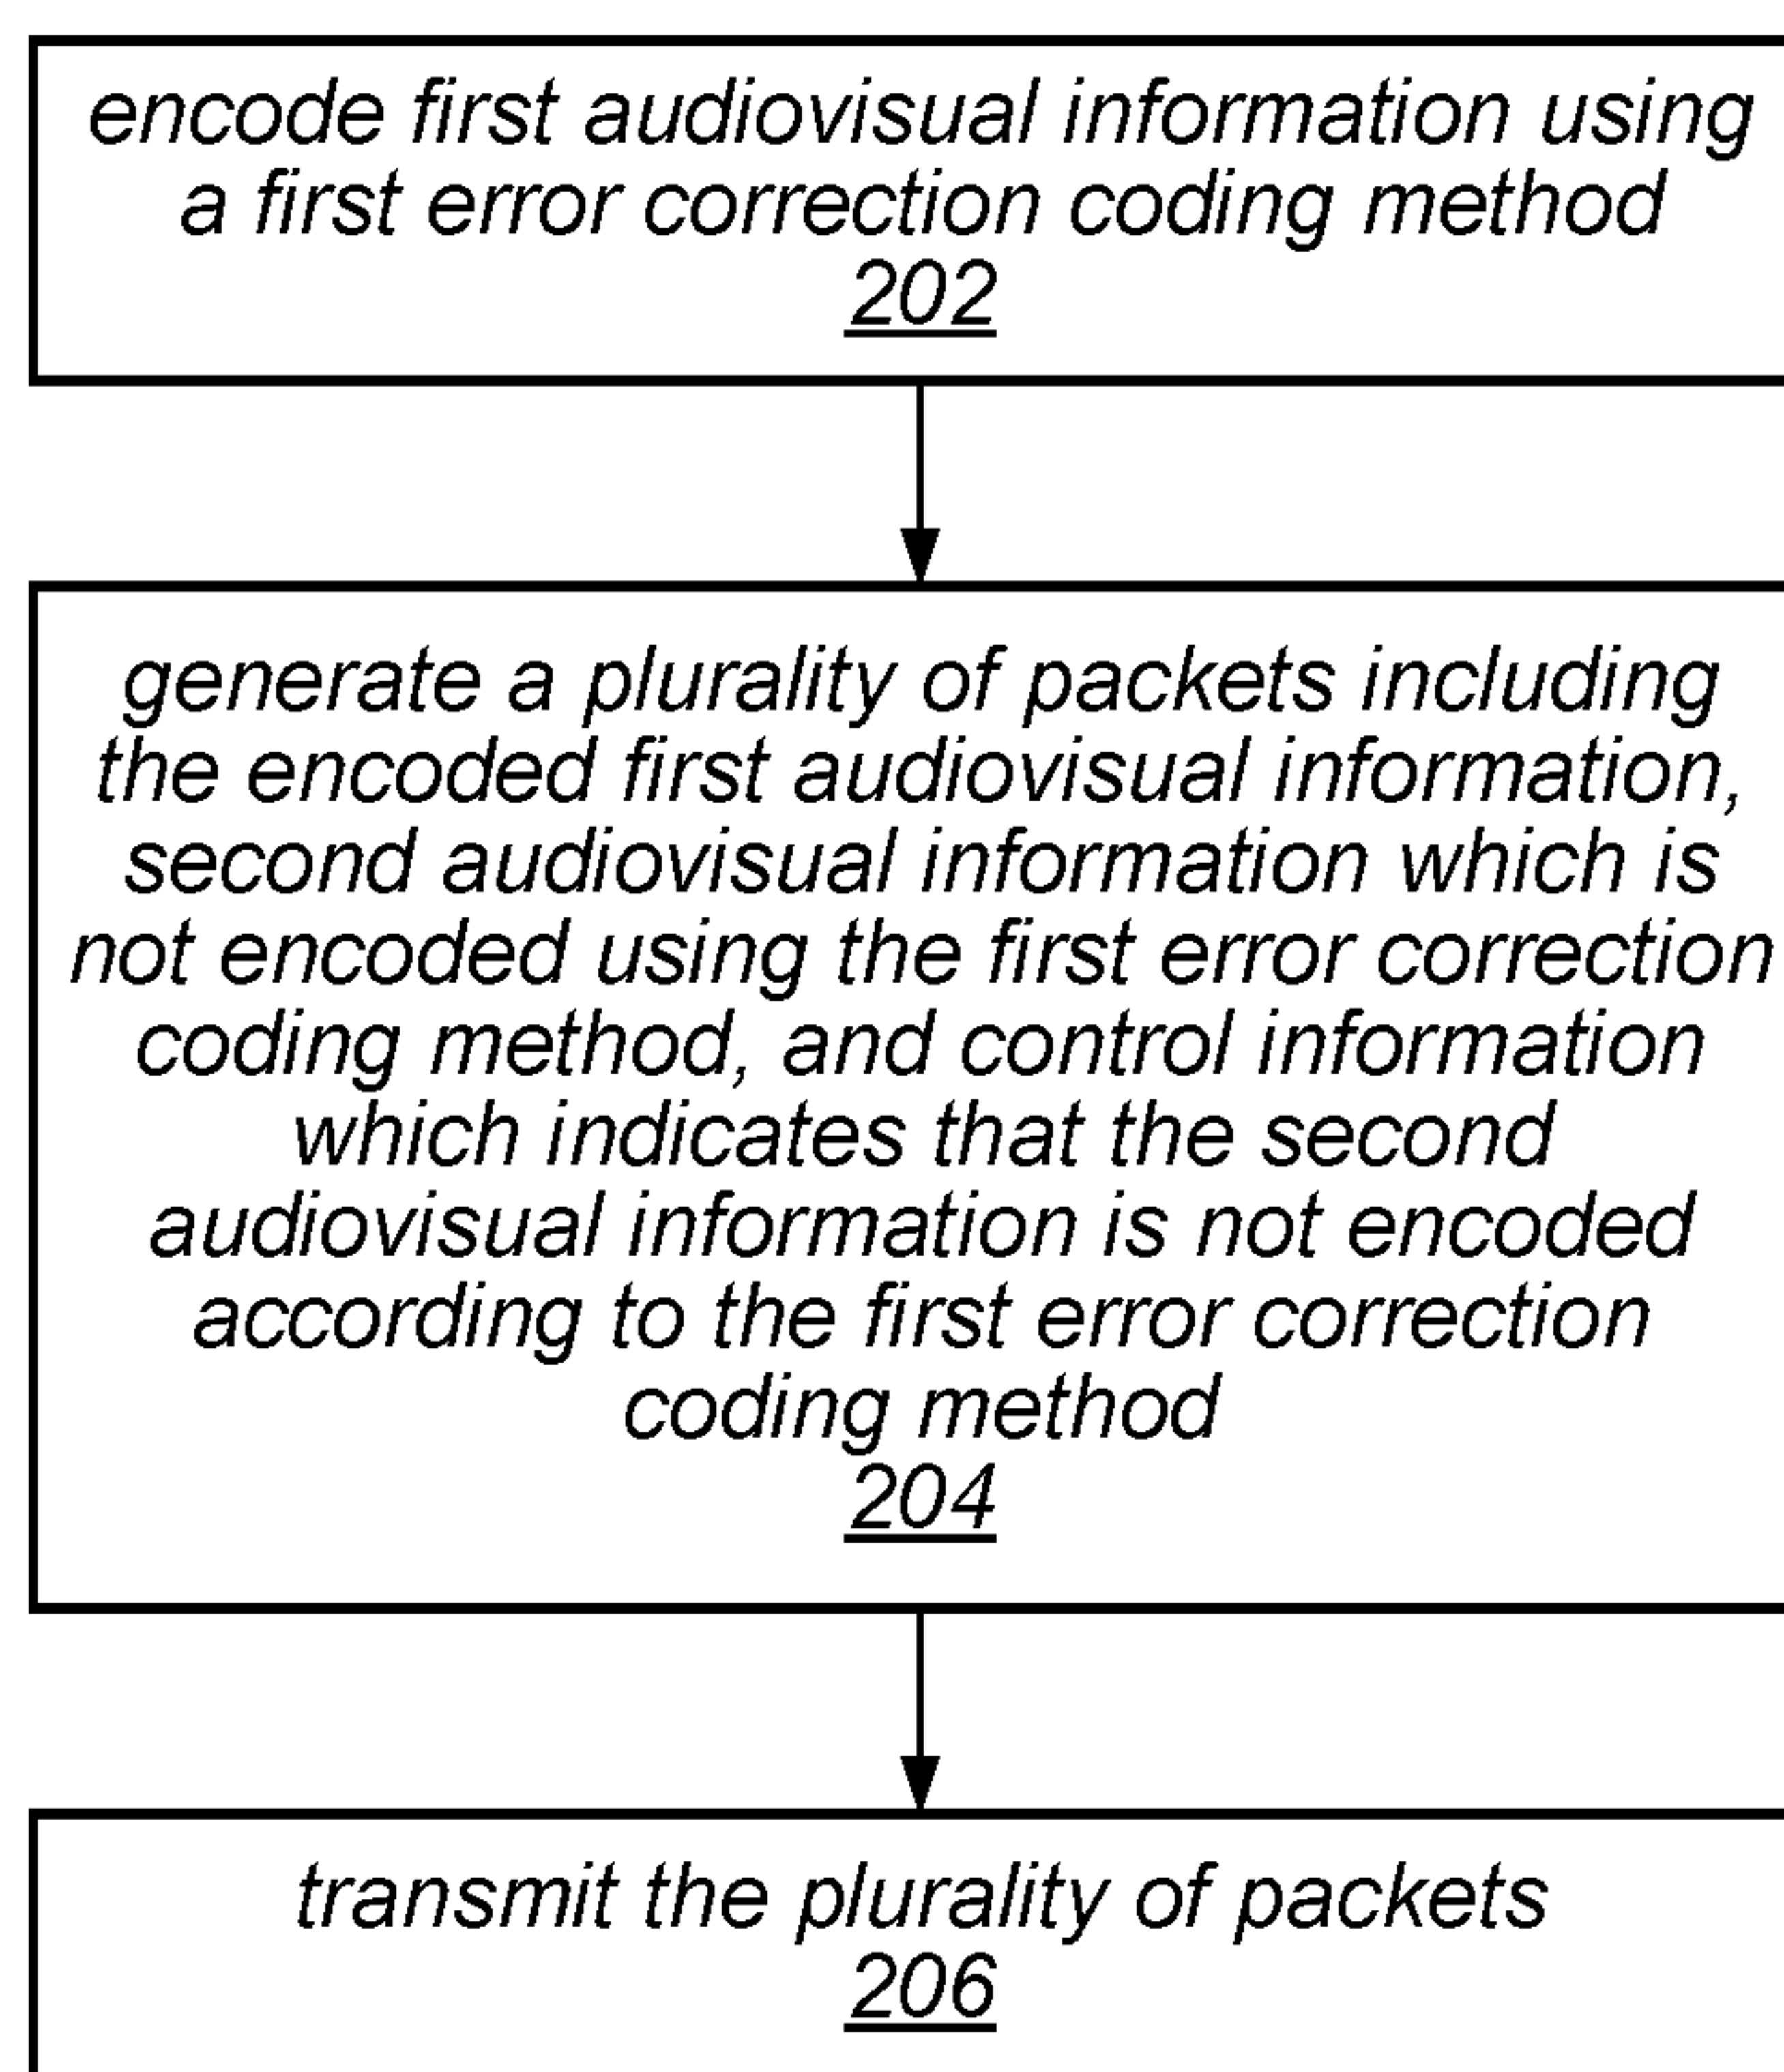 encode first audiovisual information using
a first error correction coding method
202
generate a plurality of packets including
the encoded first audiovisual information,
second audiovisual information which is
not encoded using the first error correction
coding method, and control information
which indicates that the second
audiovisual information is not encoded
according to the first error correction
coding method
204
transmit the plurality of packets
206